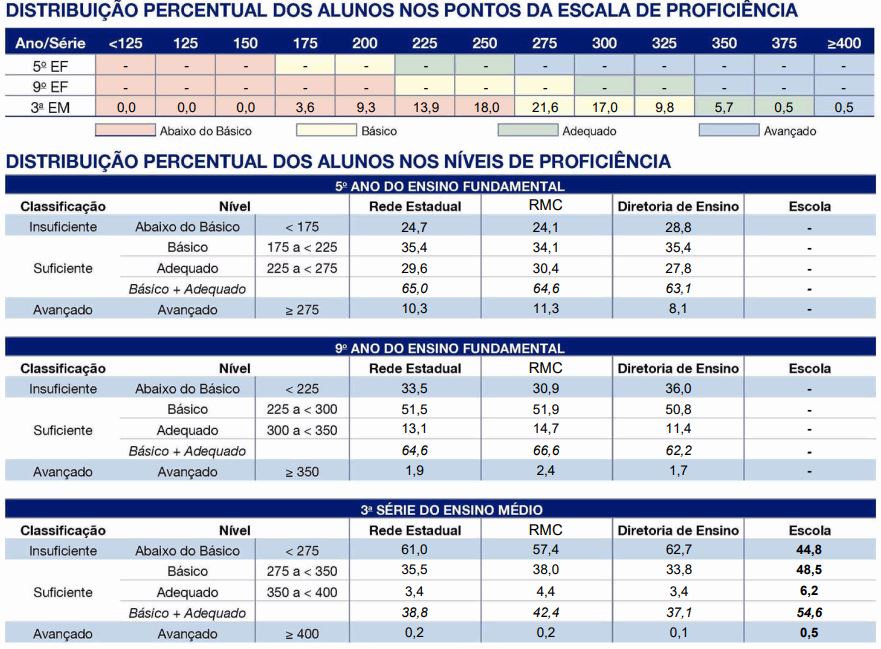 DISTRIBUIÇÃO PERCENTUAL DOS ALUNOS NOS PONTOS DA ESCALA DE PROFICIÊNCIA
Ano/Série <125 125 150 175 200 225 250 275 300 325 350 375 ≥400
5º EF - - - - - - - - - - - - -
9º EF - - - - - - - - - - - - -
3ª EM 0,0 0,0 0,0 3,6 9,3 13,9 18,0 21,6 17,0 9,8 5,7 0,5 0,5
Abaixo do Básico Básico Adequado Avançado
DISTRIBUIÇÃO PERCENTUAL DOS ALUNOS NOS NÍVEIS DE PROFICIÊNCIA
5º ANO DO ENSINO FUNDAMENTAL
Classificação Nível Rede Estadual RMC Diretoria de Ensino Escola
Insuficiente Abaixo do Básico < 175 24,7 24,1 28,8 -
Básico 175 a < 225 35,4 34,1 35,4 -
Suficiente Adequado 225 a < 275 29,6 30,4 27,8 -
Básico + Adequado 65,0 64,6 63,1 -
Avançado Avançado ≥ 275 10,3 11,3 8,1 -
9º ANO DO ENSINO FUNDAMENTAL
Classificação Nível Rede Estadual RMC Diretoria de Ensino Escola
Insuficiente Abaixo do Básico < 225 33,5 30,9 36,0 -
Básico 225 a < 300 51,5 51,9 50,8 -
Suficiente Adequado 300 a < 350 13,1 14,7 11,4 -
Básico + Adequado 64,6 66,6 62,2 -
Avançado Avançado ≥ 350 1,9 2,4 1,7 -
3ª SÉRIE DO ENSINO MÉDIO
Classificação Nível Rede Estadual RMC Diretoria de Ensino Escola
Insuficiente Abaixo do Básico < 275 61,0 57,4 62,7 44,8
Básico 275 a < 350 35,5 38,0 33,8 48,5
Suficiente Adequado 350 a < 400 3,4 4,4 3,4 6,2
Básico + Adequado 38,8 42,4 37,1 54,6
Avançado Avançado ≥ 400 0,2 0,2 0,1 0,5